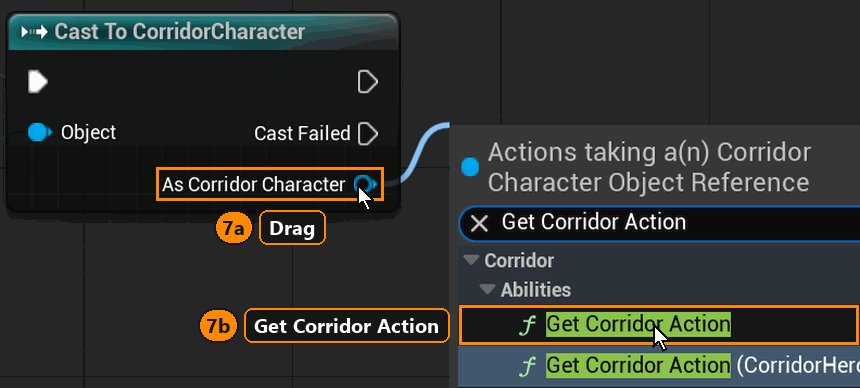 Cast To CorridorCharacter
Object
Cast Failed
As Corridor Character
7a Drag
Actions taking a(n) Corridor
Character Object Reference
Get Corridor Action
Corridor
Abilities
7b Get Corridor Action
f Get Corridor Action
f Get Corridor Action (CorridorHero